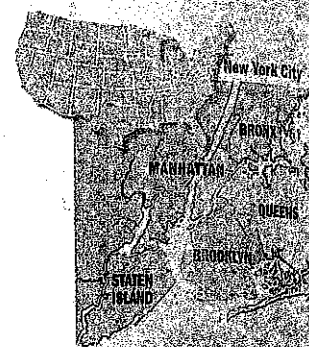 New York City
BRONX
MANHATTAN
QUEENS
BROOKLYN
STATEN
ISLAND